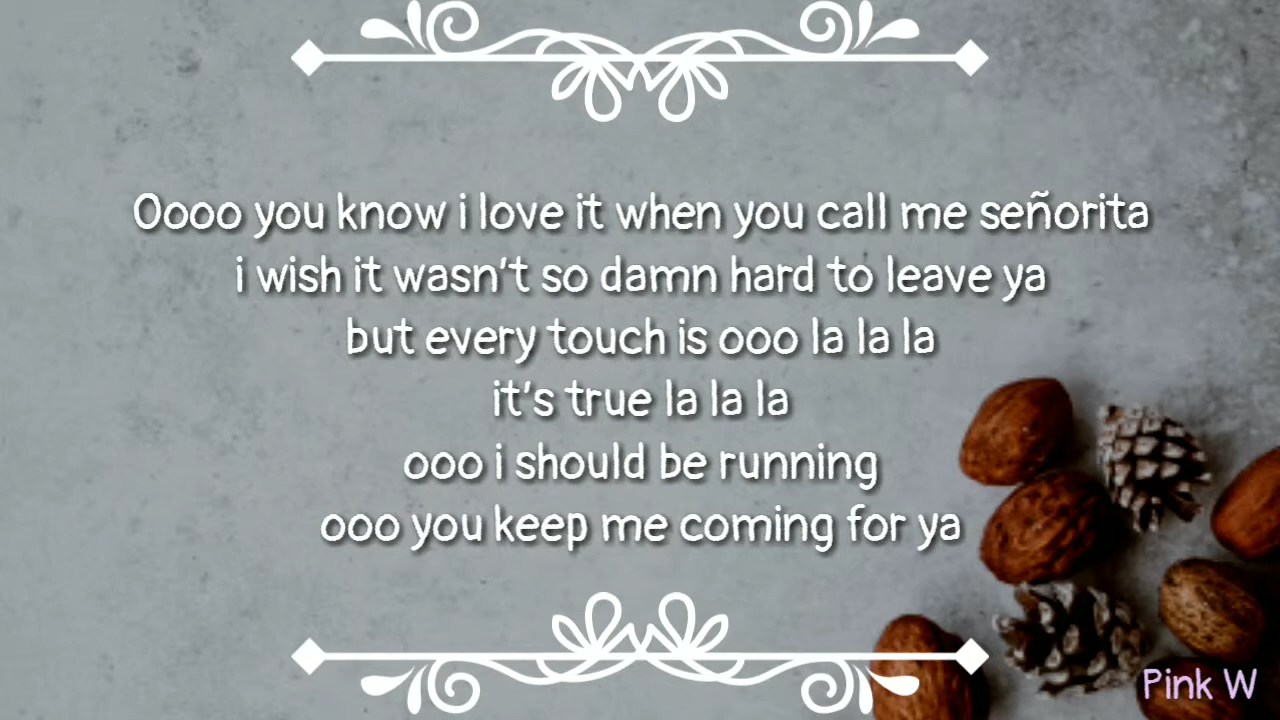 Oooo you know i love it when you call me señorita
i wish it wasn't so damn hard to leave ya
but every touch is ooo la la la
it's true la la la
ooo i should be running
ooo you keep me coming for ya
Pink W